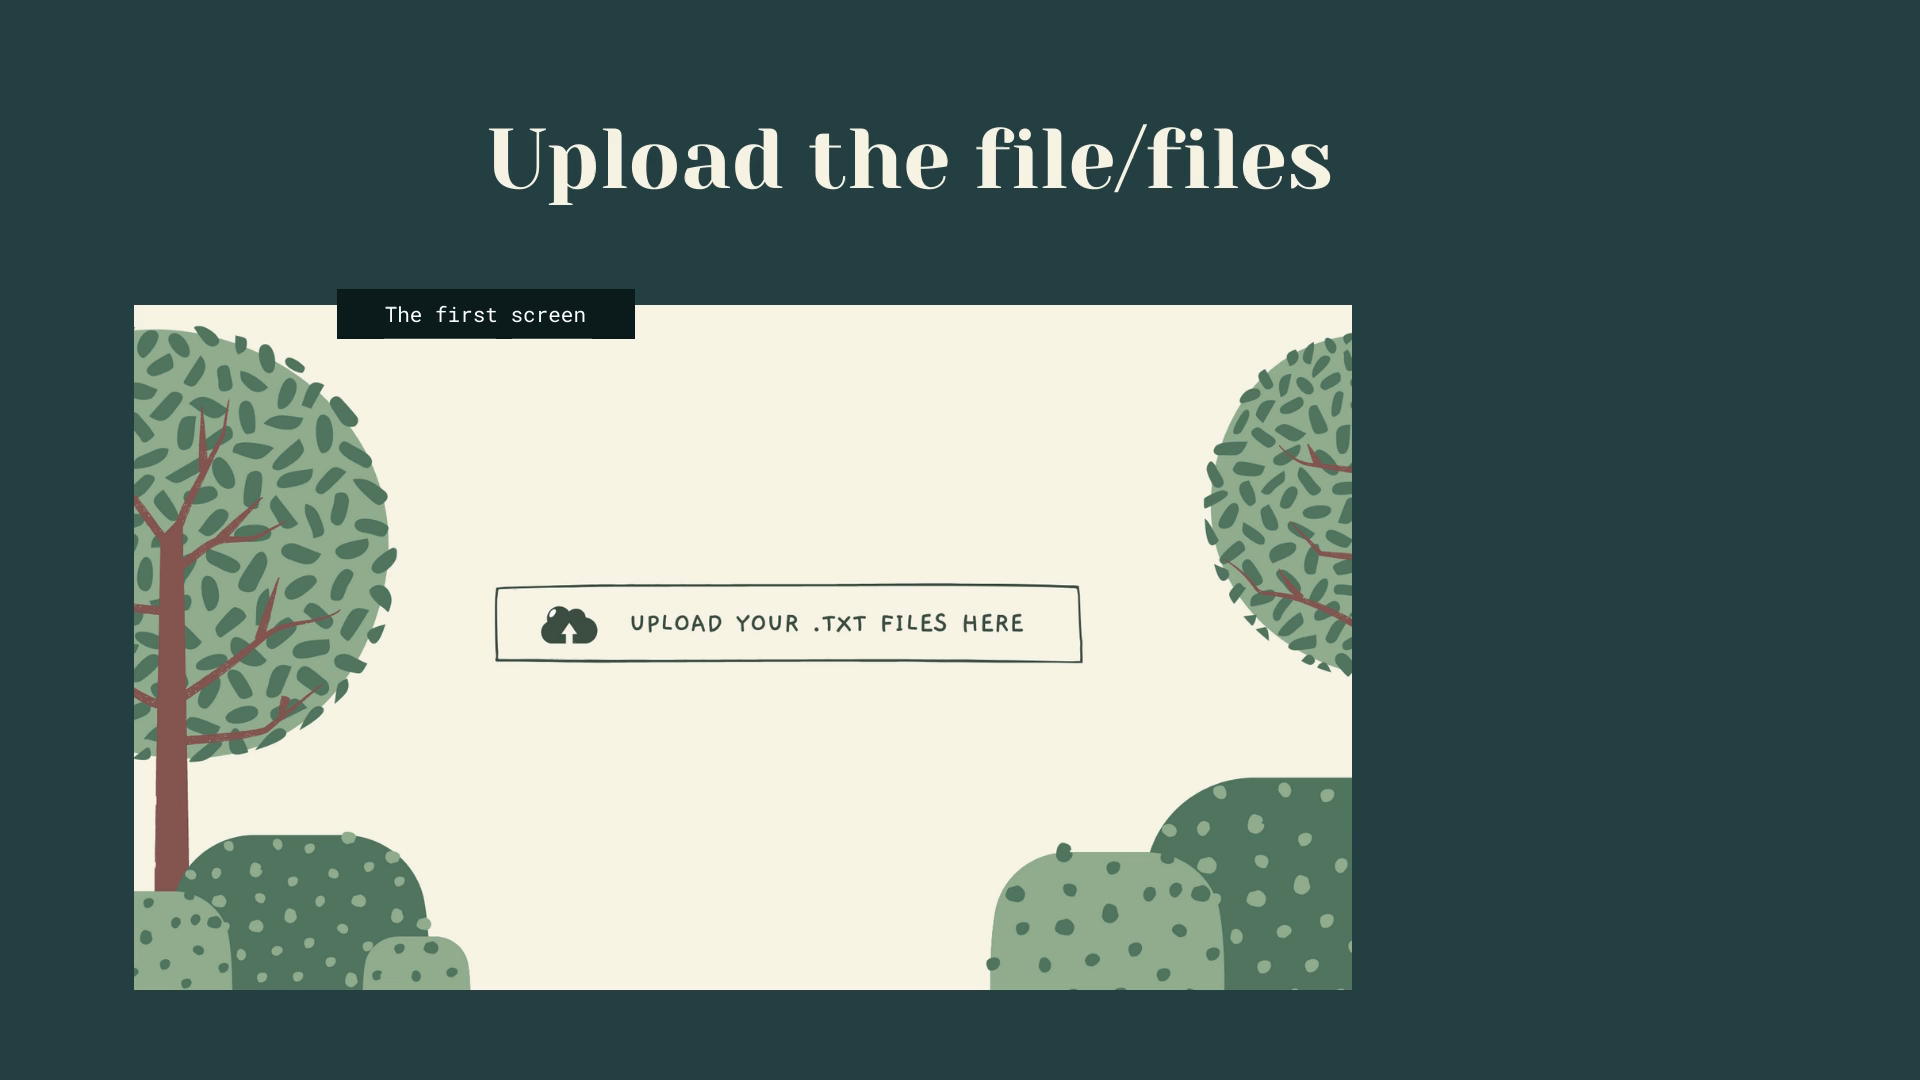 Upload the file/files
The first screen
UPLOAD YOUR .TXT FILES HERE